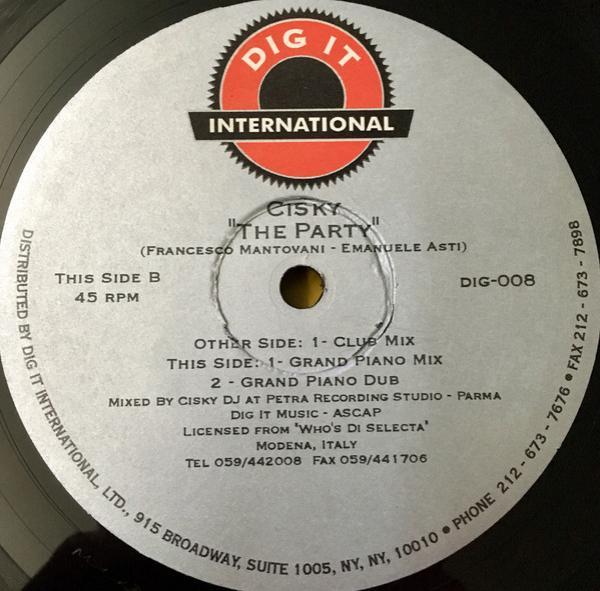 DIG IT
INTERNATIONAL
CISKY
"THE PARTY"
(FRANCESCO MANTOVANI - EMANUELE ASTI)
THIS SIDE B
45 RPM
DIG-008
OTHER SIDE: 1- CLUB MIX
THIS SIDE: 1- GRAND PIANO MIX
2 - GRAND PIANO DUB
MIXED BY CISKY DJ AT PETRA RECORDING STUDIO - PARMA
DIG IT MUSIC - ASCAP
LICENSED FROM 'WHO'S DI SELECTA'
MODENA, ITALY
TEL 059/442008 FAX 059/441706
DISTRIBUTED BY DIG IT INTERNATIONAL, LTD., 915 BROADWAY, SUITE 1005, NY, NY, 10010 • PHONE 212 - 673 - 7676 • FAX 212 - 673 - 7898